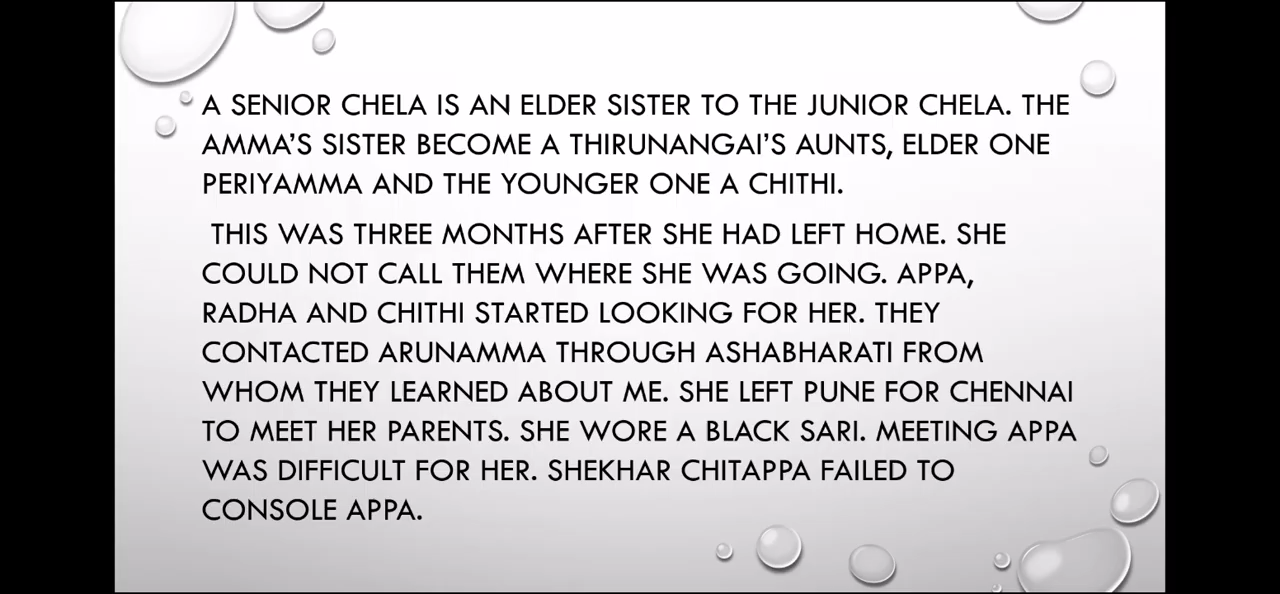 A SENIOR CHELA IS AN ELDER SISTER TO THE JUNIOR CHELA. THE
AMMA’S SISTER BECOME A THIRUNANGAI’S AUNTS, ELDER ONE
PERIYAMMA AND THE YOUNGER ONE A CHITHI.
THIS WAS THREE MONTHS AFTER SHE HAD LEFT HOME. SHE
COULD NOT CALL THEM WHERE SHE WAS GOING. APPA,
RADHA AND CHITHI STARTED LOOKING FOR HER. THEY
CONTACTED ARUNAMMA THROUGH ASHABHARATI FROM
WHOM THEY LEARNED ABOUT ME. SHE LEFT PUNE FOR CHENNAI
TO MEET HER PARENTS. SHE WORE A BLACK SARI. MEETING APPA
WAS DIFFICULT FOR HER. SHEKHAR CHITAPPA FAILED TO
CONSOLE APPA.